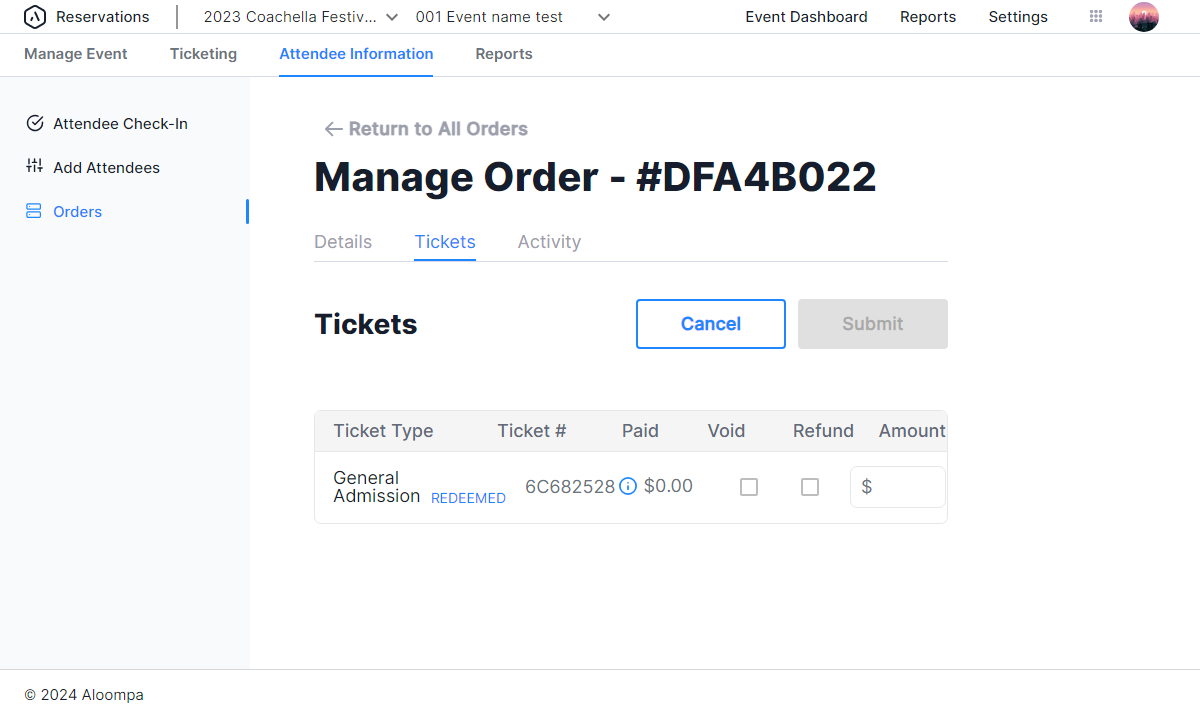 Reservations 2023 Coachella Festiv... 001 Event name test Event Dashboard Reports Settings
Manage Event Ticketing Attendee Information Reports
Attendee Check-In
Add Attendees
Orders
Return to All Orders
Manage Order - #DFA4B022
Details Tickets Activity
Tickets Cancel Submit
Ticket Type Ticket # Paid Void Refund Amount
General
Admission REDEEMED 6C682528 $0.00 $
© 2024 Aloompa